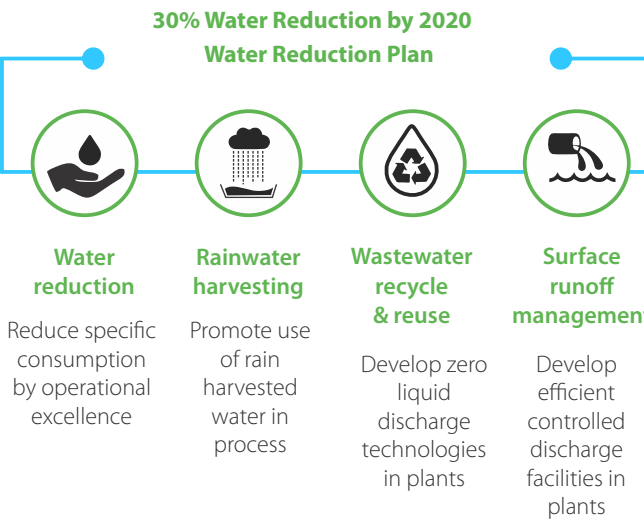 30% Water Reduction by 2020
Water Reduction Plan
Water
reduction
Reduce specific
consumption
by operational
excellence
Rainwater
harvesting
Promote use
of rain
harvested
water in
process
Wastewater
recycle
& reuse
Develop zero
liquid
discharge
technologies
in plants
Surface
runoff
management
Develop
efficient
controlled
discharge
facilities in
plants